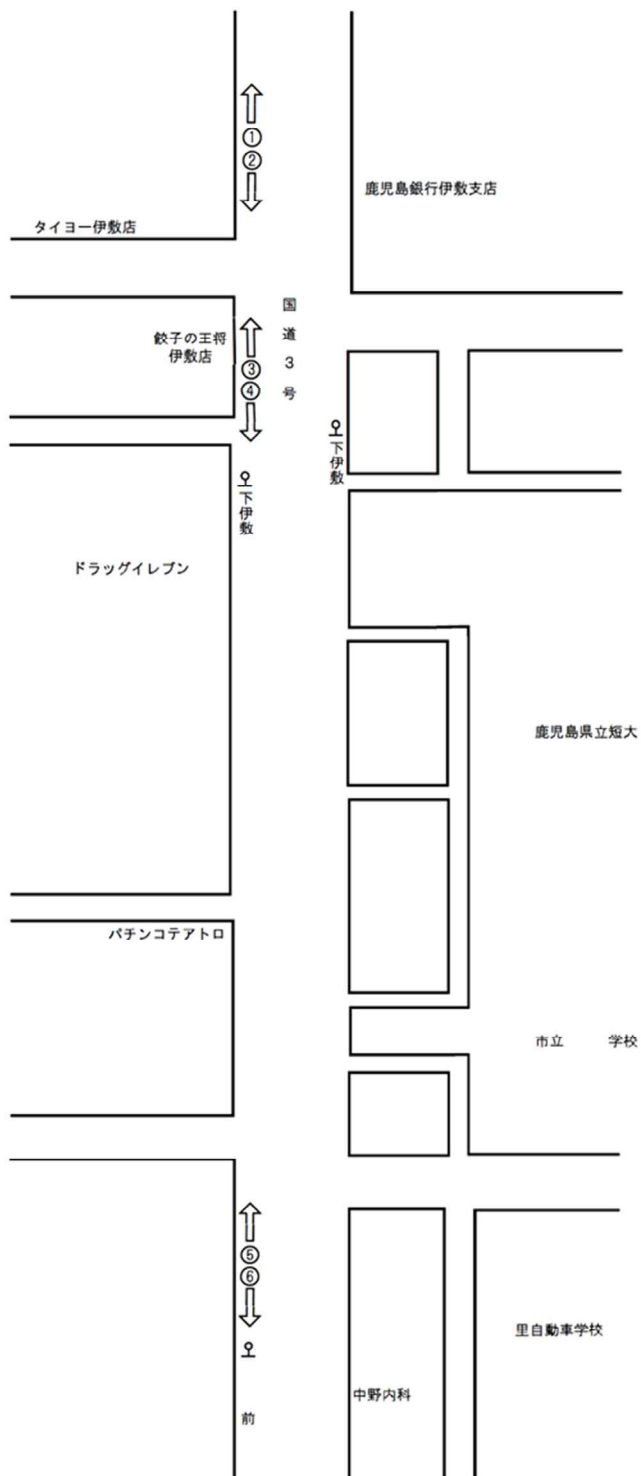 ①
②
鹿児島銀行伊敷支店
タイヨー伊敷店
国道3号
餃子の王将
伊敷店
③
④
下伊敷
下伊敷
ドラッグイレブン
鹿児島県立短大
パチンコテアトロ
市立 学校
⑤
⑥
里自動車学校
中野内科
前